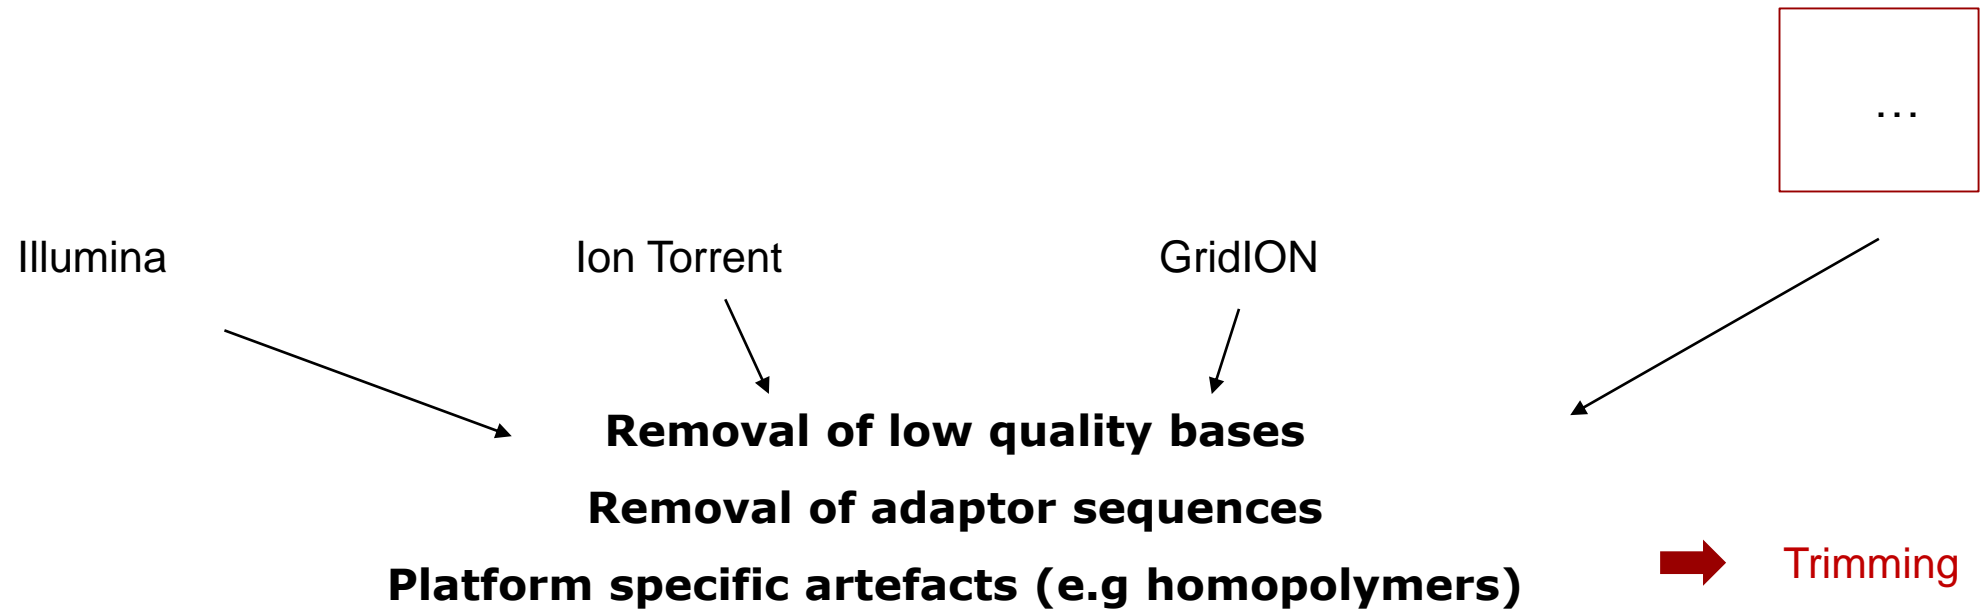 ...
Illumina
Ion Torrent
GridION
Removal of low quality bases
Removal of adaptor sequences
Platform specific artefacts (e.g homopolymers)
Trimming